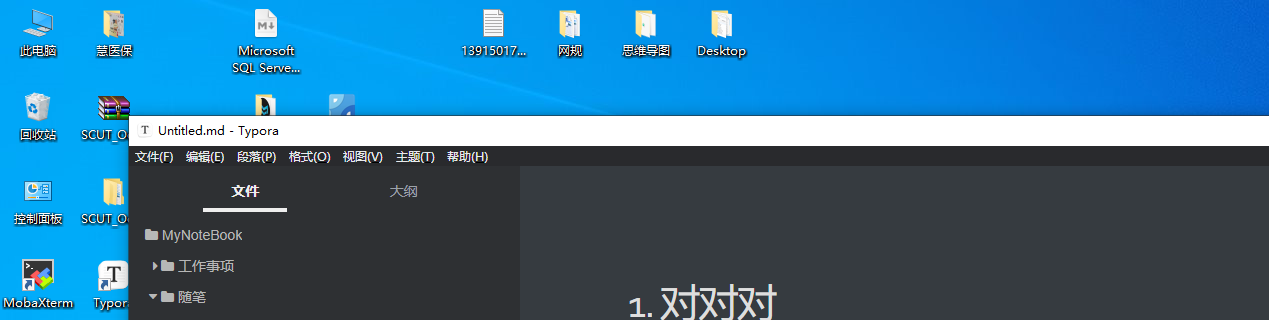 此电脑
慧医保
Microsoft
SQL Serve...
13915017...
网规
思维导图
Desktop
回收站
Untitled.md - Typora
文件(F) 编辑(E) 段落(P) 格式(O) 视图(V) 主题(T) 帮助(H)
文件 大纲
控制面板
MyNoteBook
工作事项
随笔
MobaXterm
Typora
1. 对对对